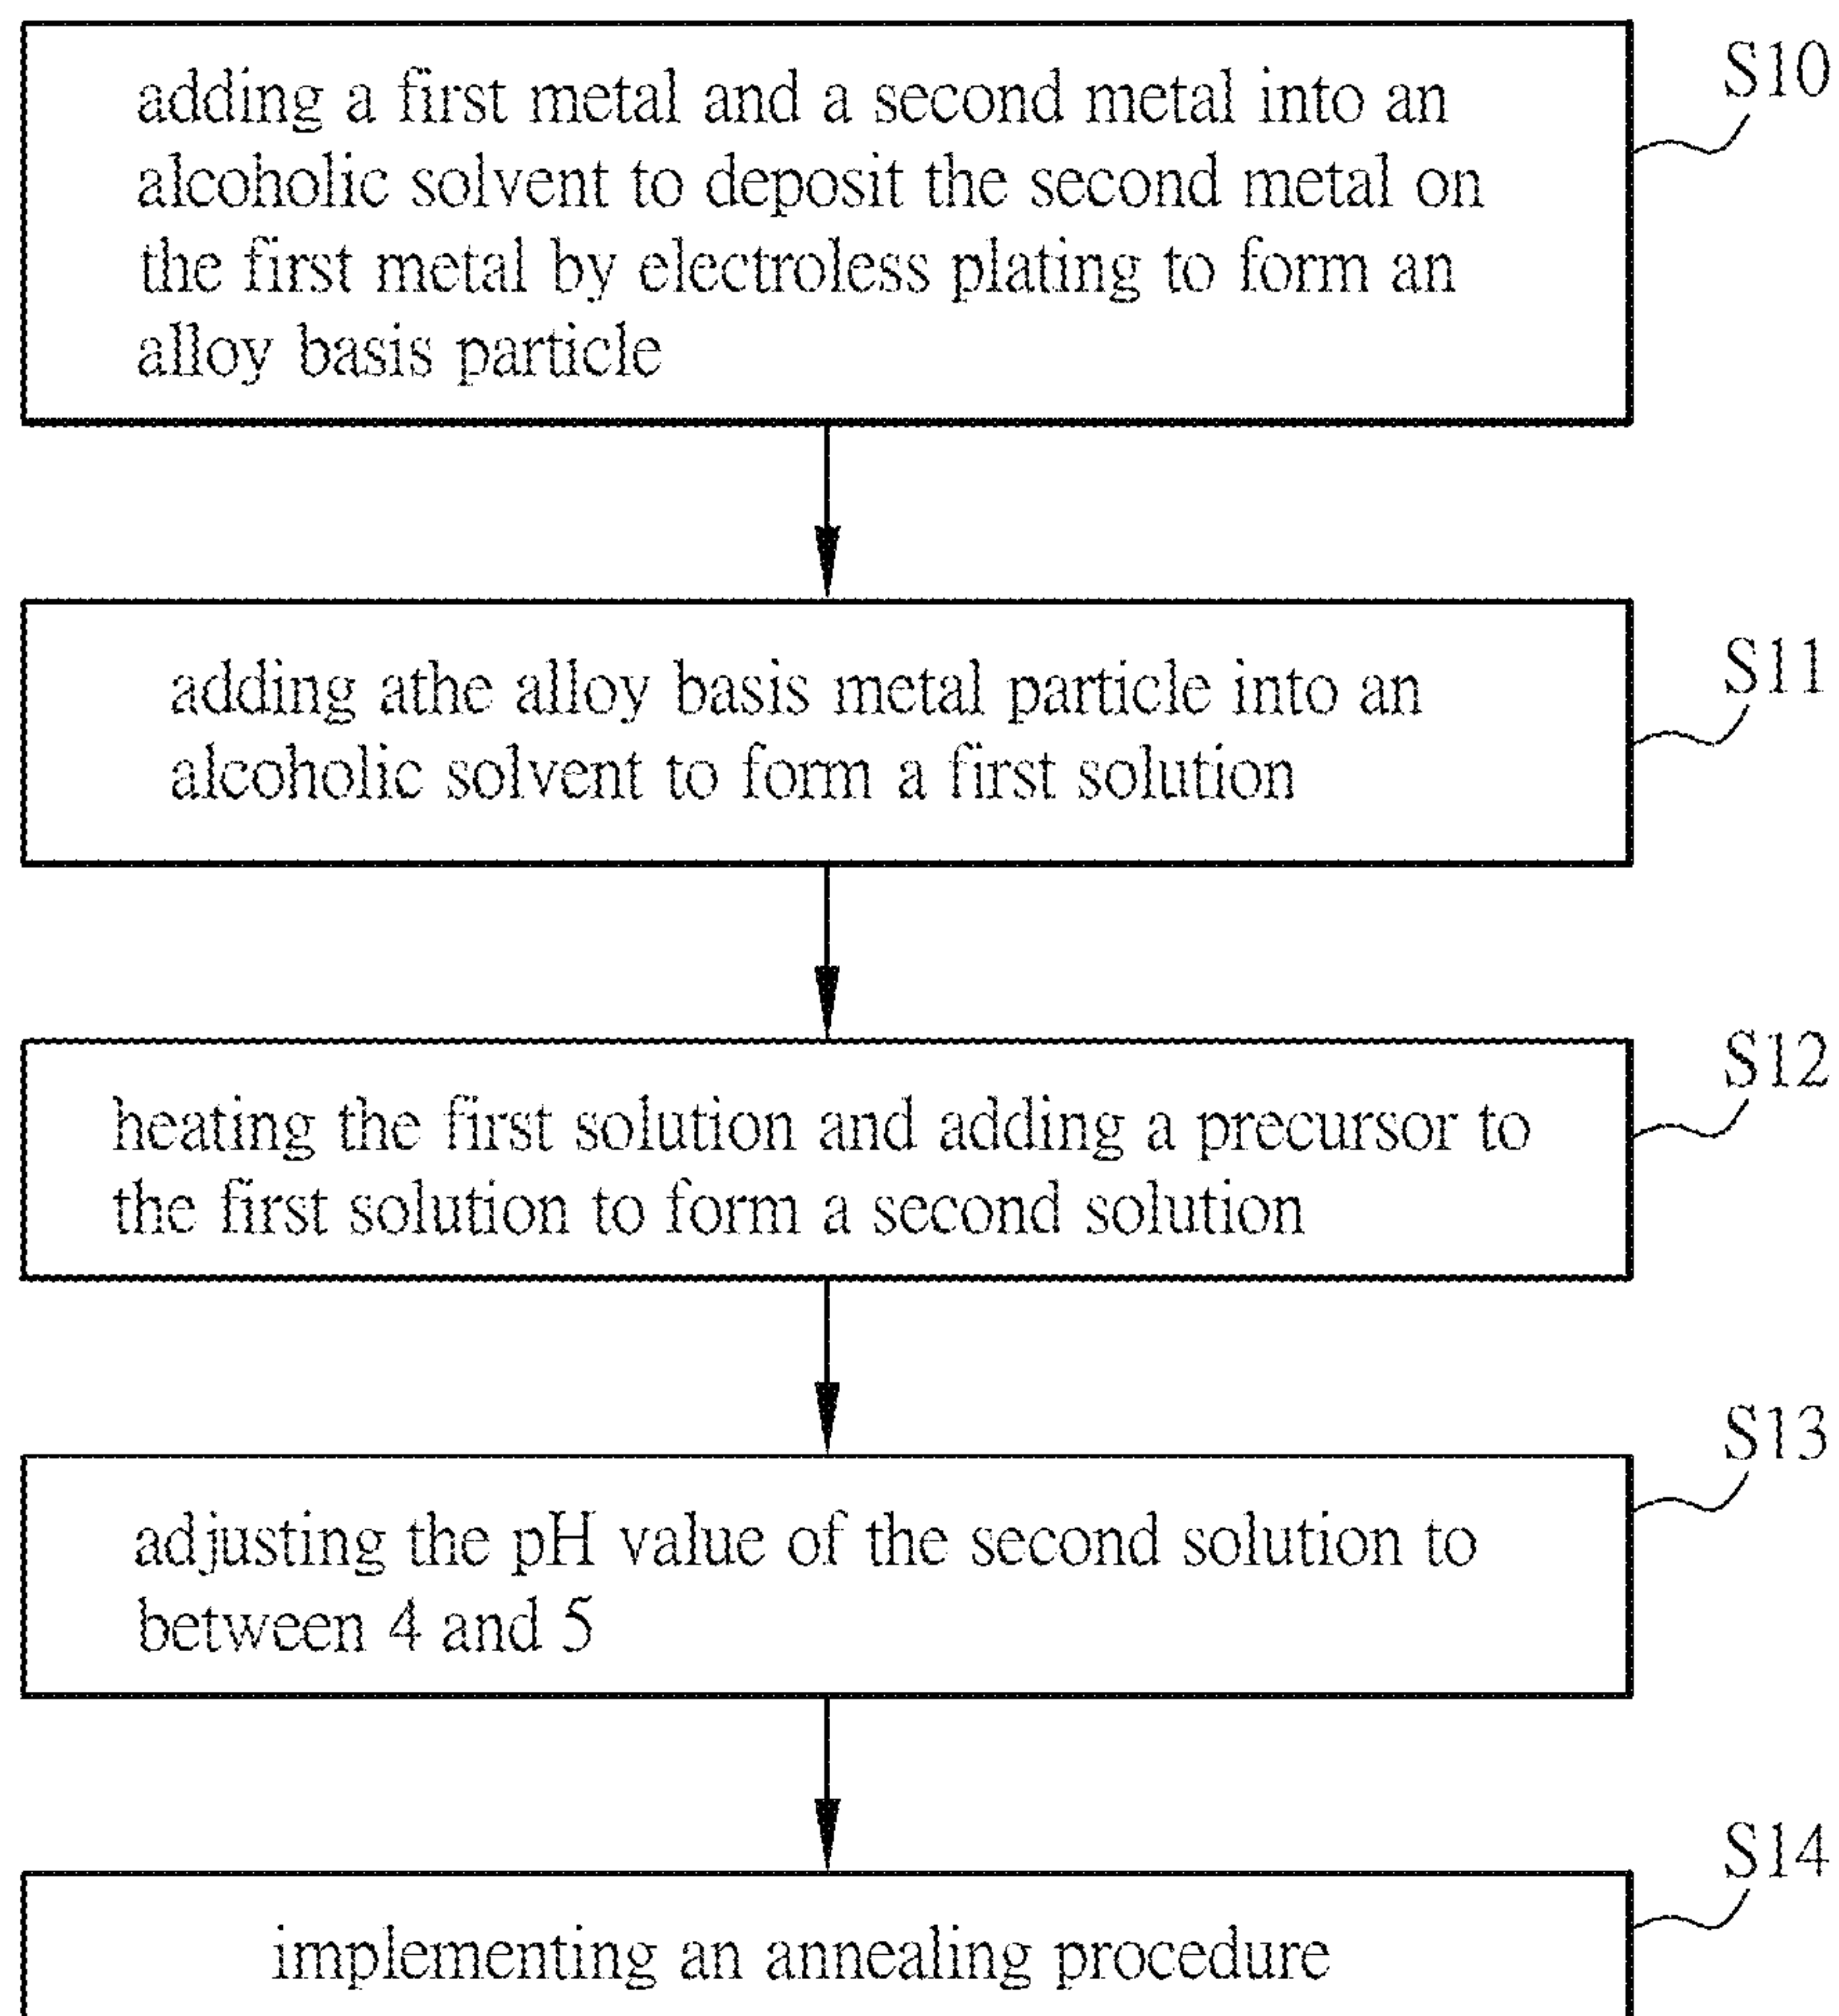 adding a first metal and a second metal into an
alcoholic solvent to deposit the second metal on
the first metal by electroless plating to form an
alloy basis particle
S10
adding athe alloy basis metal particle into an
alcoholic solvent to form a first solution
S11
heating the first solution and adding a precursor to
the first solution to form a second solution
S12
adjusting the pH value of the second solution to
between 4 and 5
S13
implementing an annealing procedure
S14